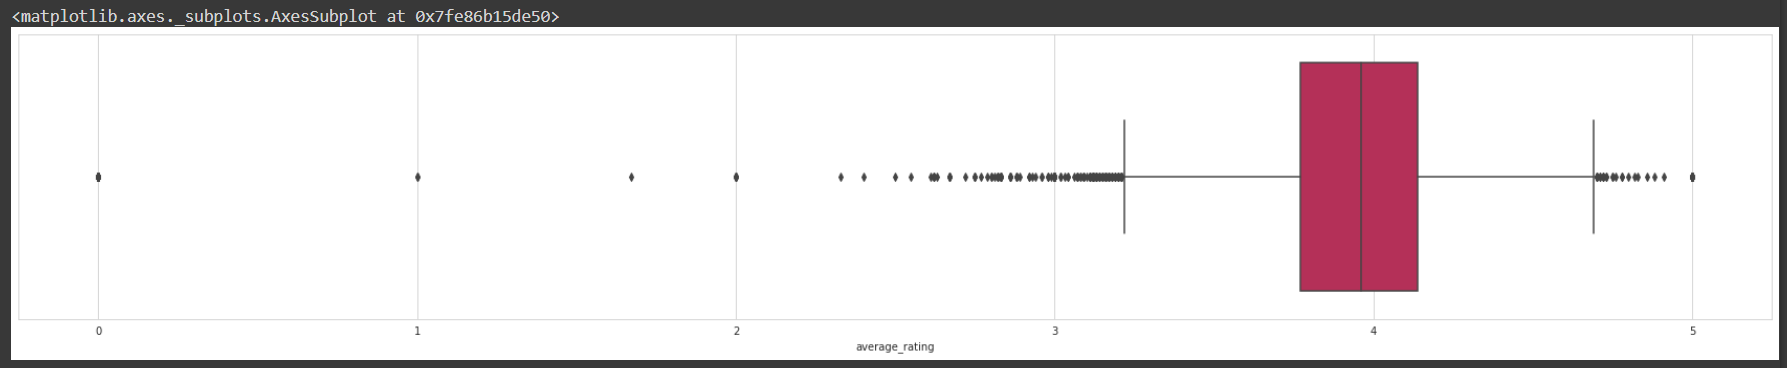 <matplotlib.axes._subplots.AxesSubplot at 0x7fe86b15de50>
0 1 2 3 4 5
average_rating